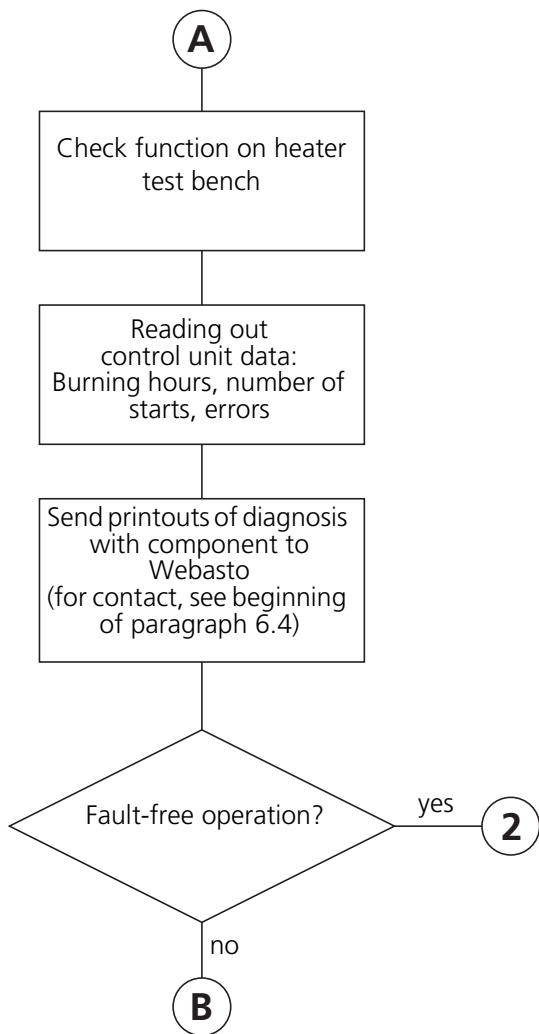 A
Check function on heater
test bench
Reading out
control unit data:
Burning hours, number of
starts, errors
Send printouts of diagnosis
with component to
Webasto
(for contact, see beginning
of paragraph 6.4)
Fault-free operation?
yes
2
no
B